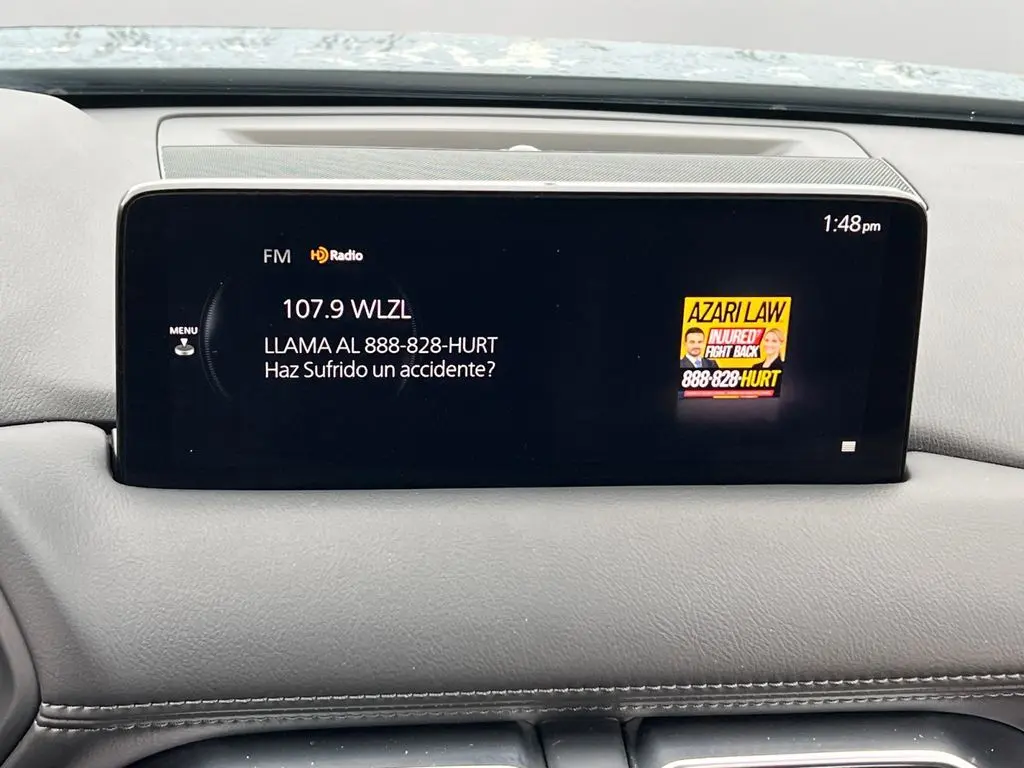 1:48pm
FM HD Radio
107.9 WLZL
MENU
LLAMA AL 888-828-HURT
Haz Sufrido un accidente?
AZARI LAW
INJURED?
FIGHT BACK
888-828-HURT